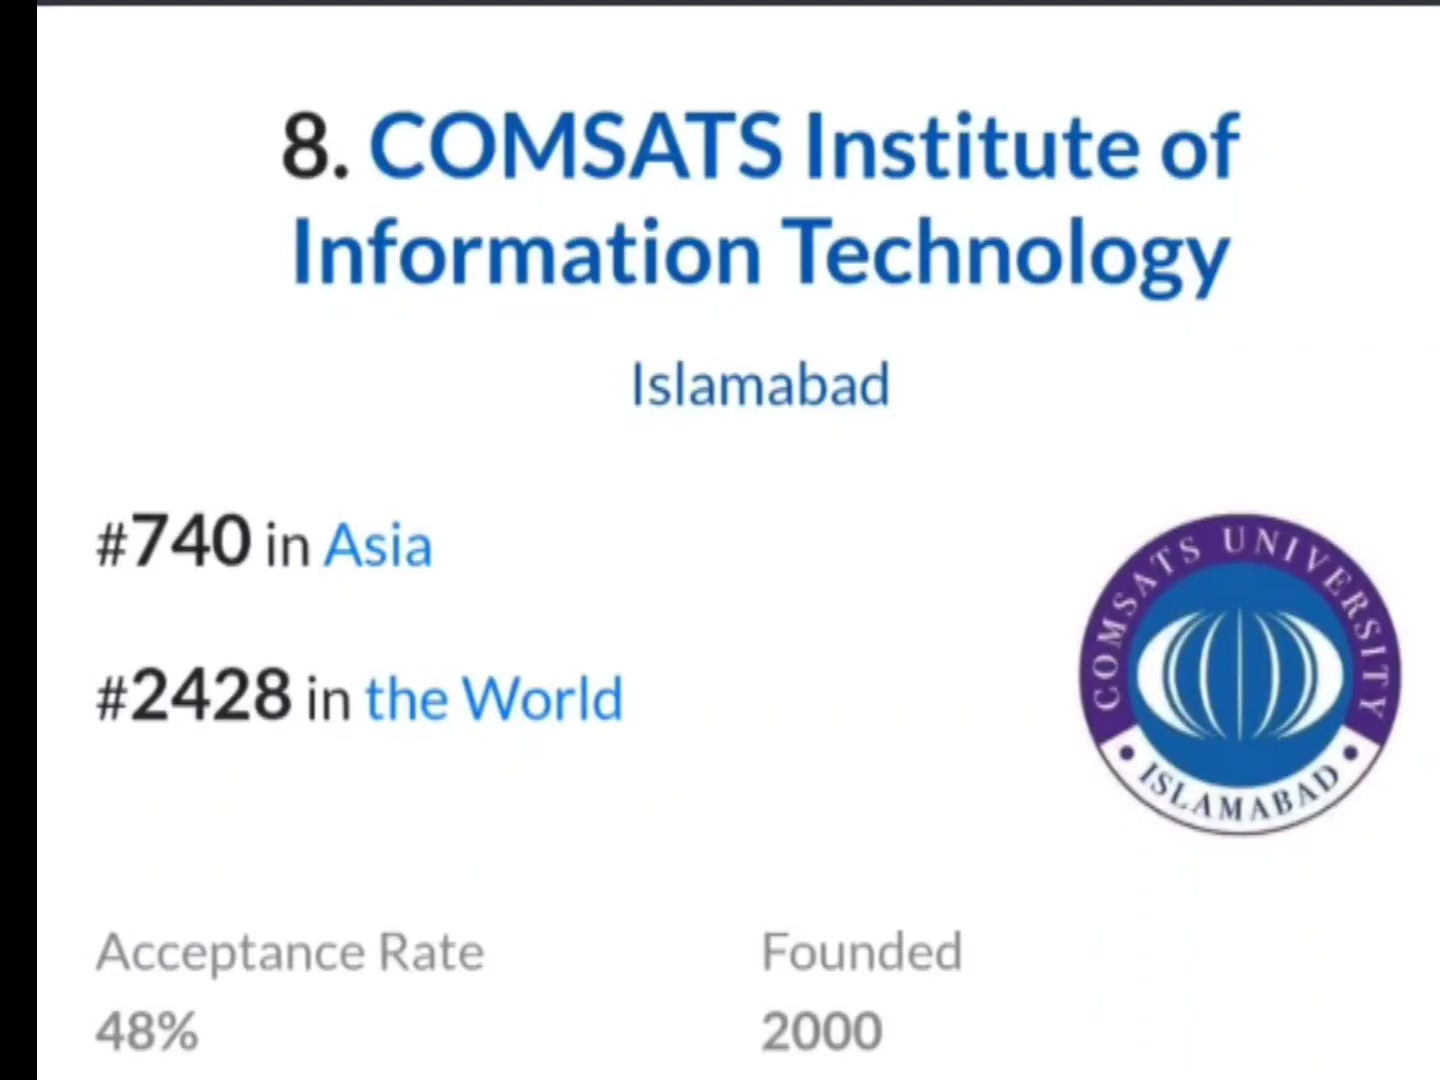 8. COMSATS Institute of
Information Technology
Islamabad
#740 in Asia
#2428 in the World
COMSATS UNIVERSITY
• ISLAMABAD •
Acceptance Rate
48%
Founded
2000